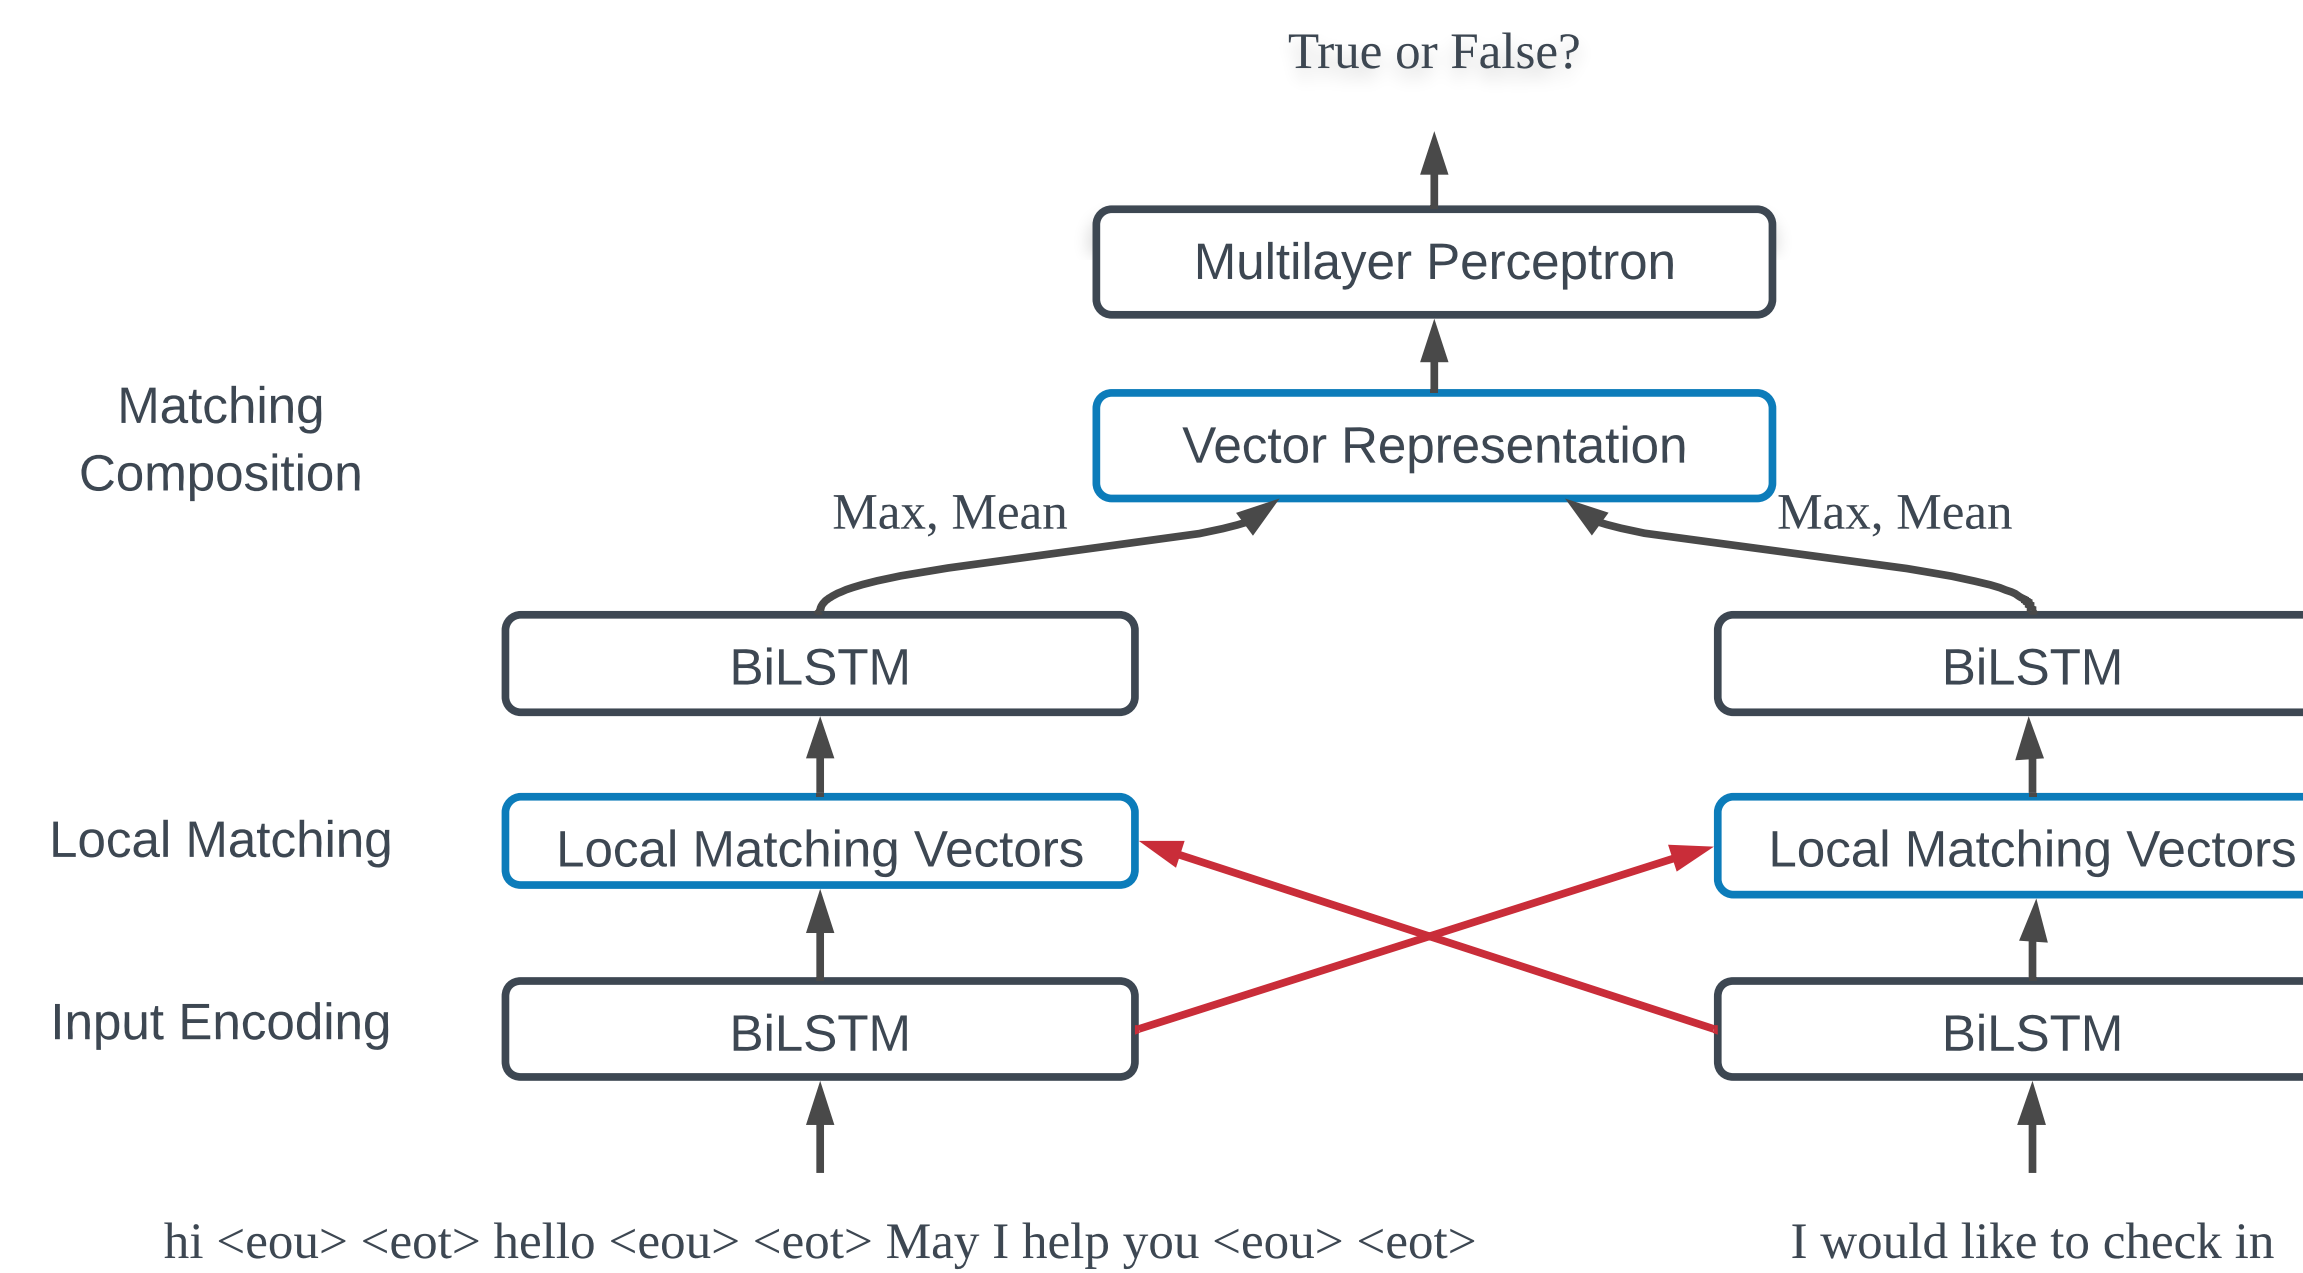 True or False?
Multilayer Perceptron
Matching
Composition
Vector Representation
Max, Mean
Max, Mean
BiLSTM
BiLSTM
Local Matching
Local Matching Vectors
Local Matching Vectors
Input Encoding
BiLSTM
BiLSTM
hi <eou> <eot> hello <eou> <eot> May I help you <eou> <eot>
I would like to check in